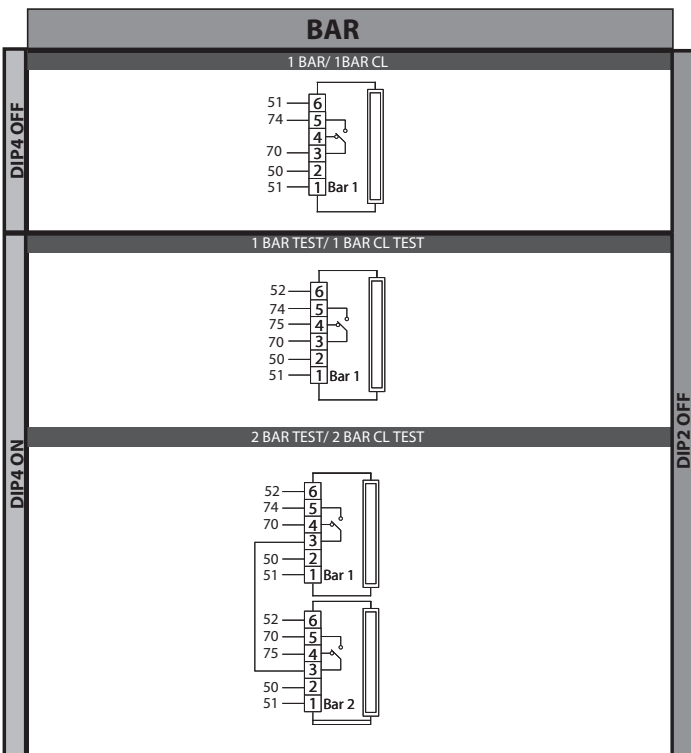 BAR
DIP4 OFF
1 BAR/ 1BAR CL
51 6
74 5
4
70 3
50 2
51 1 Bar 1
DIP4 ON
1 BAR TEST/ 1 BAR CL TEST
52 6
74 5
75 4
70 3
50 2
51 1 Bar 1
2 BAR TEST/ 2 BAR CL TEST
52 6
74 5
70 4
3
50 2
51 1 Bar 1
52 6
70 5
75 4
3
50 2
51 1 Bar 2
DIP2 OFF